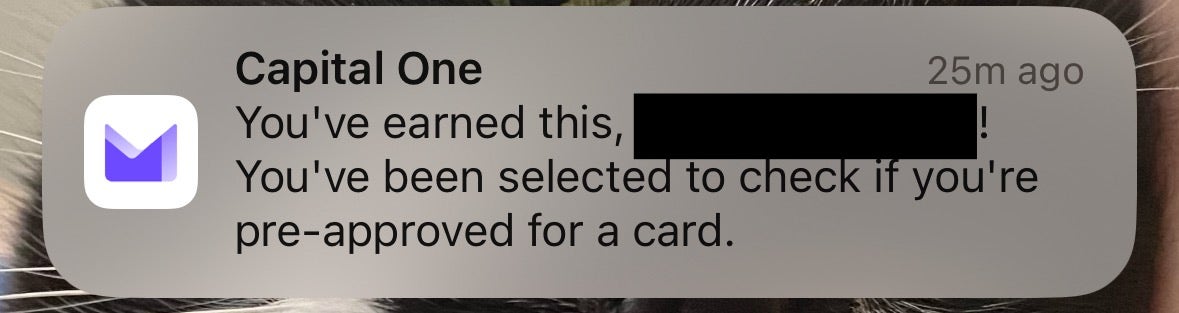 Capital One
25m ago
You've earned this, !
You've been selected to check if you're
pre-approved for a card.